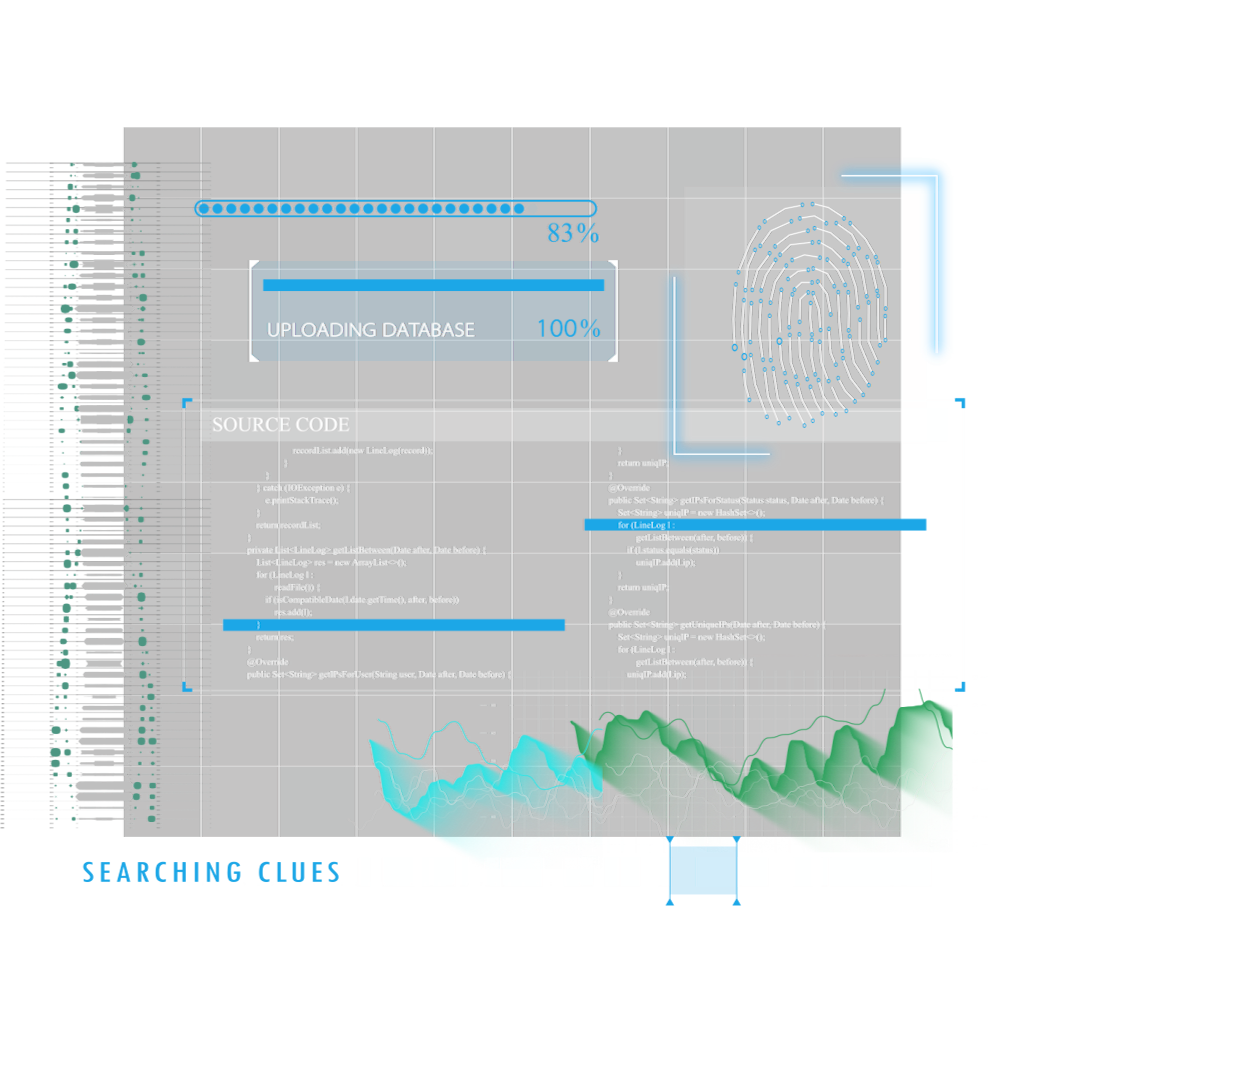 83%
UPLOADING DATABASE 100%
SOURCE CODE
recordList.add(new LineLog(record));
}
}
} catch (IOException e) {
e.printStackTrace();
}
return recordList;
}
private List<LineLog> getListBetween(Date after, Date before) {
List<LineLog> res = new ArrayList<>();
for (LineLog l :
readFile()) {
if (isCompatibleDate(l.date.getTime(), after, before))
res.add(l);
}
return res;
}
@Override
public Set<String> getIPsForUser(String user, Date after, Date before) {
}
return uniqIP;
}
@Override
public Set<String> getIPsForStatus(Status status, Date after, Date before) {
Set<String> uniqIP = new HashSet<>();
for (LineLog l :
getListBetween(after, before)) {
if (l.status.equals(status))
uniqIP.add(l.ip);
}
return uniqIP;
}
@Override
public Set<String> getUniqueIPs(Date after, Date before) {
Set<String> uniqIP = new HashSet<>();
for (LineLog l :
getListBetween(after, before)) {
uniqIP.add(l.ip);
SEARCHING CLUES